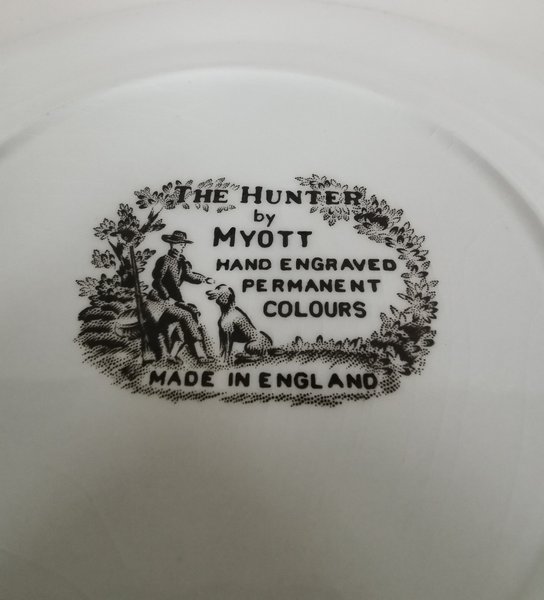 THE HUNTER
by
MYOTT
HAND ENGRAVED
PERMANENT
COLOURS
MADE IN ENGLAND